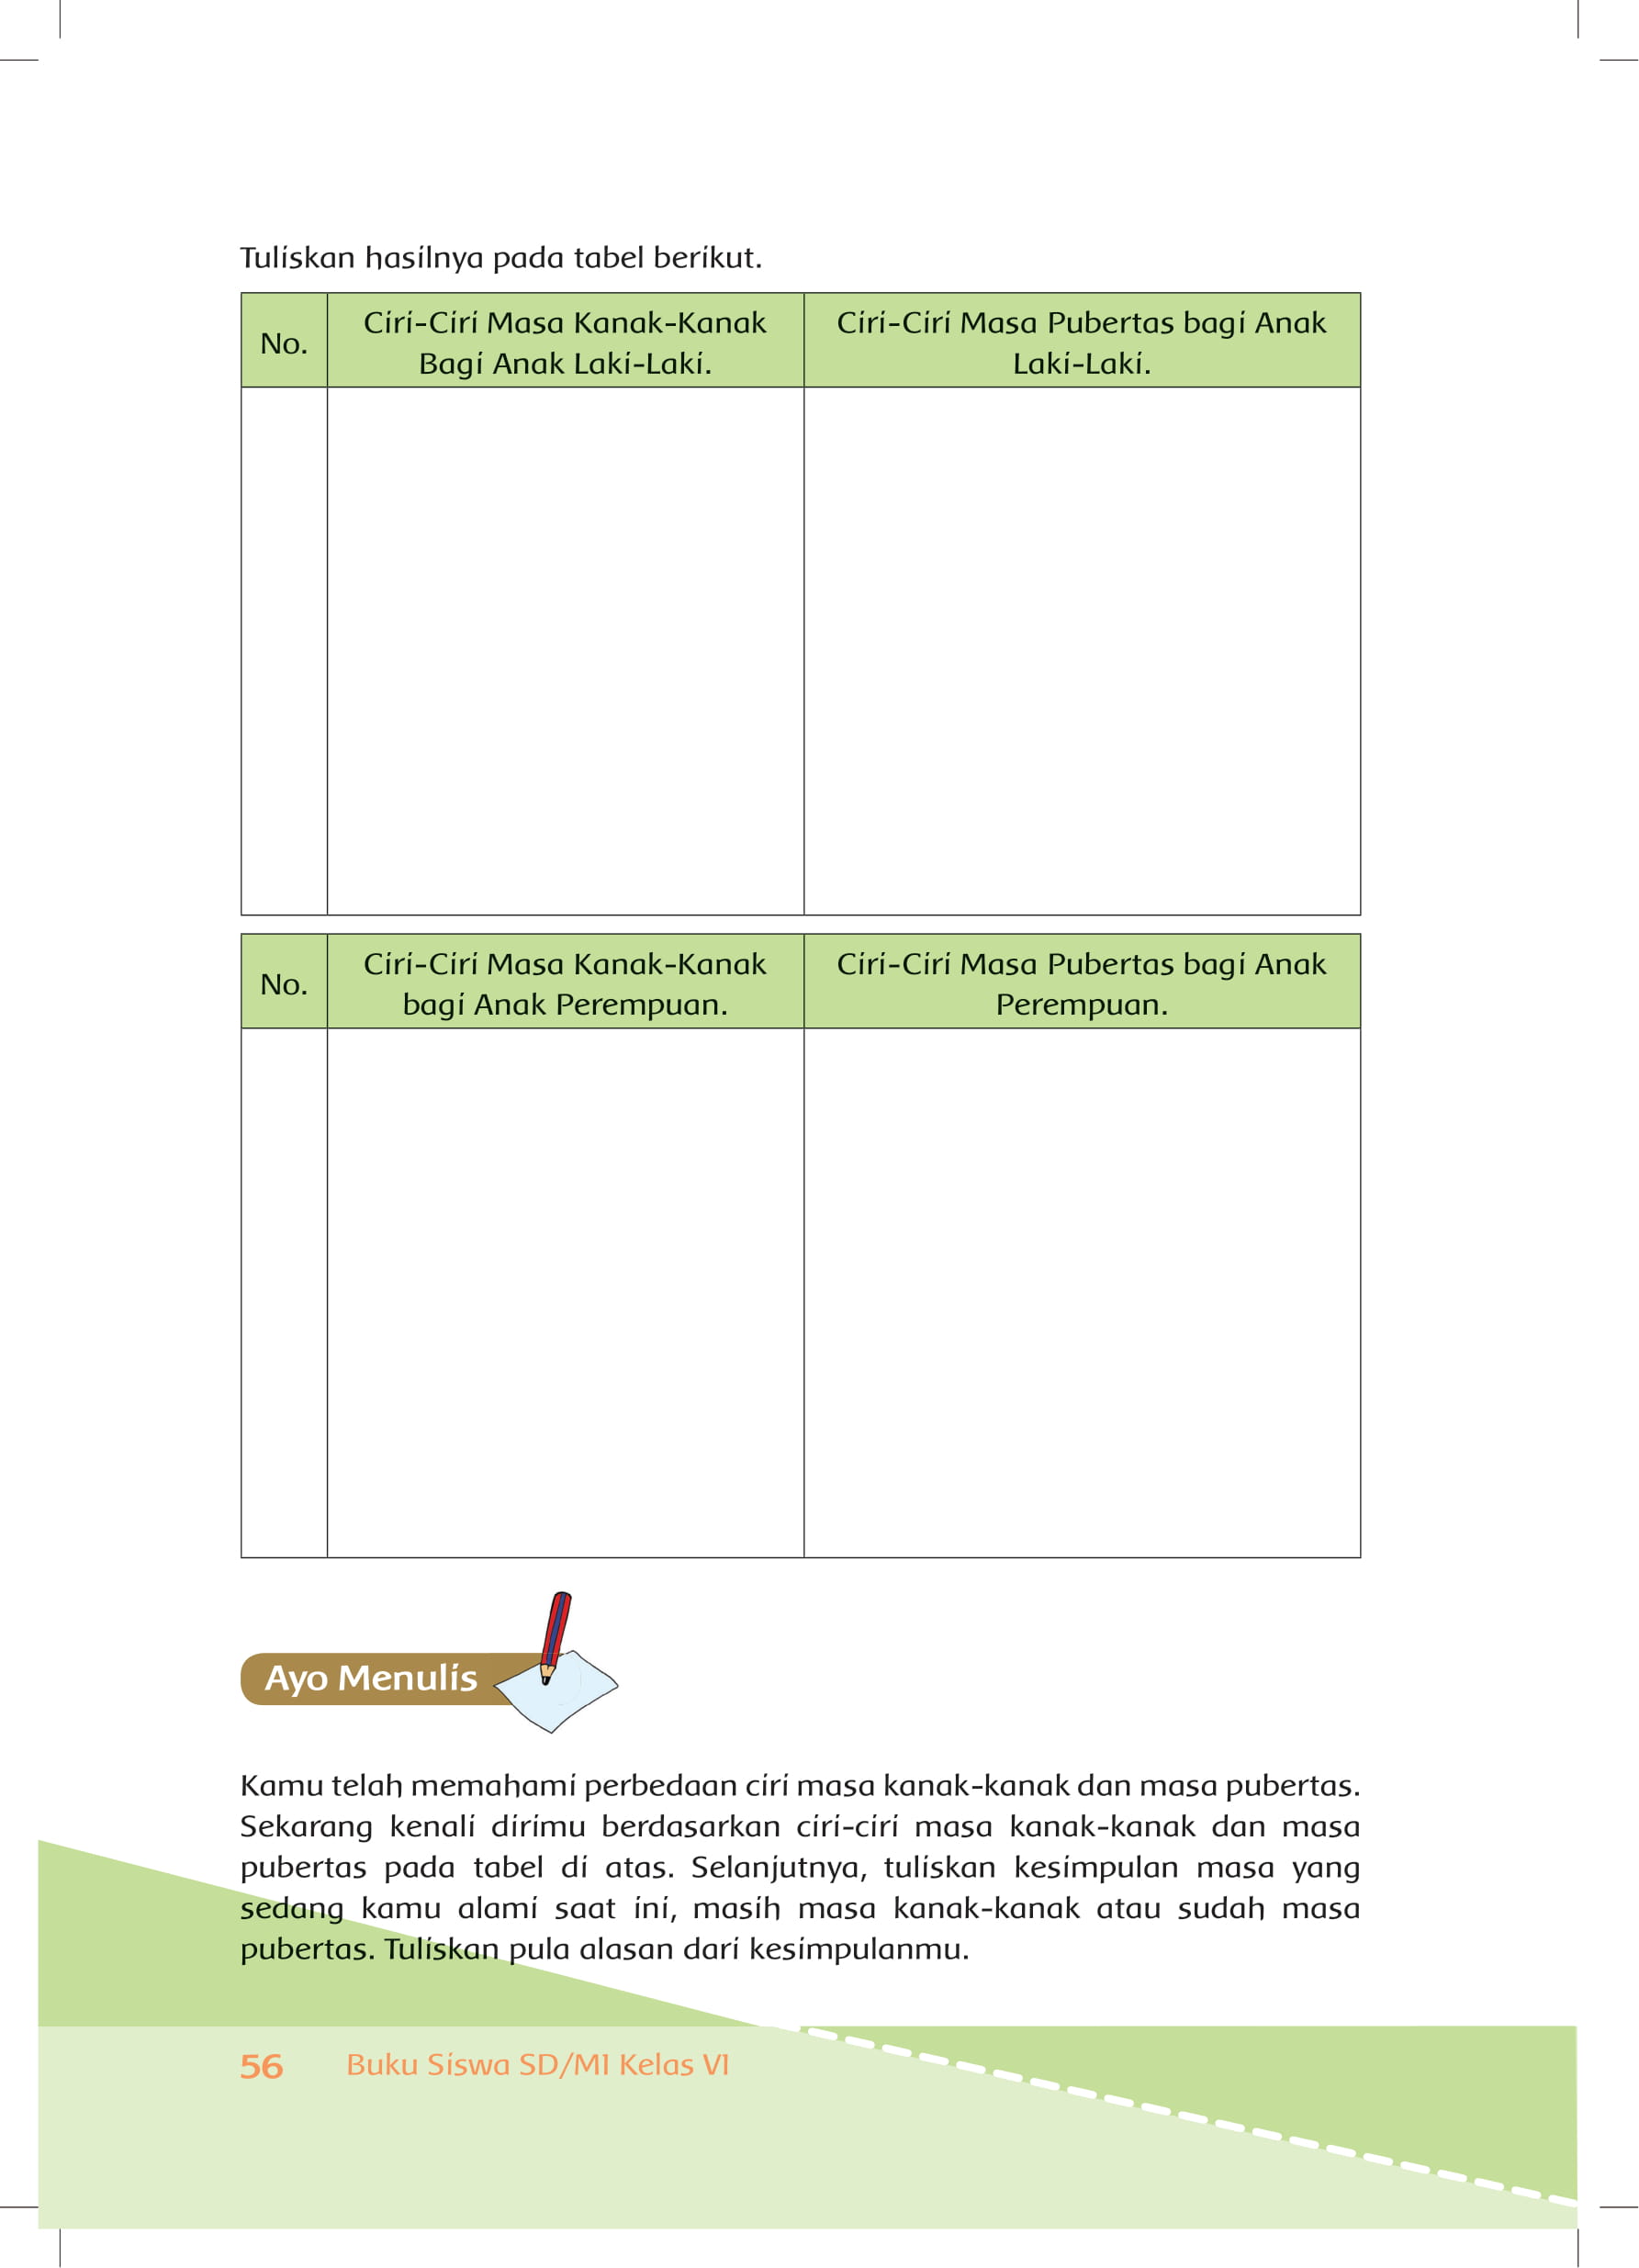 Tuliskan hasilnya pada tabel berikut.
No.
Ciri-Ciri Masa Kanak-Kanak
Bagi Anak Laki-Laki.
Ciri-Ciri Masa Pubertas bagi Anak
Laki-Laki.
No.
Ciri-Ciri Masa Kanak-Kanak
bagi Anak Perempuan.
Ciri-Ciri Masa Pubertas bagi Anak
Perempuan.
Ayo Menulis
Kamu telah memahami perbedaan ciri masa kanak-kanak dan masa pubertas.
Sekarang kenali dirimu berdasarkan ciri-ciri masa kanak-kanak dan masa
pubertas pada tabel di atas. Selanjutnya, tuliskan kesimpulan masa yang
sedang kamu alami saat ini, masih masa kanak-kanak atau sudah masa
pubertas. Tuliskan pula alasan dari kesimpulanmu.
56 Buku Siswa SD/MI Kelas VI